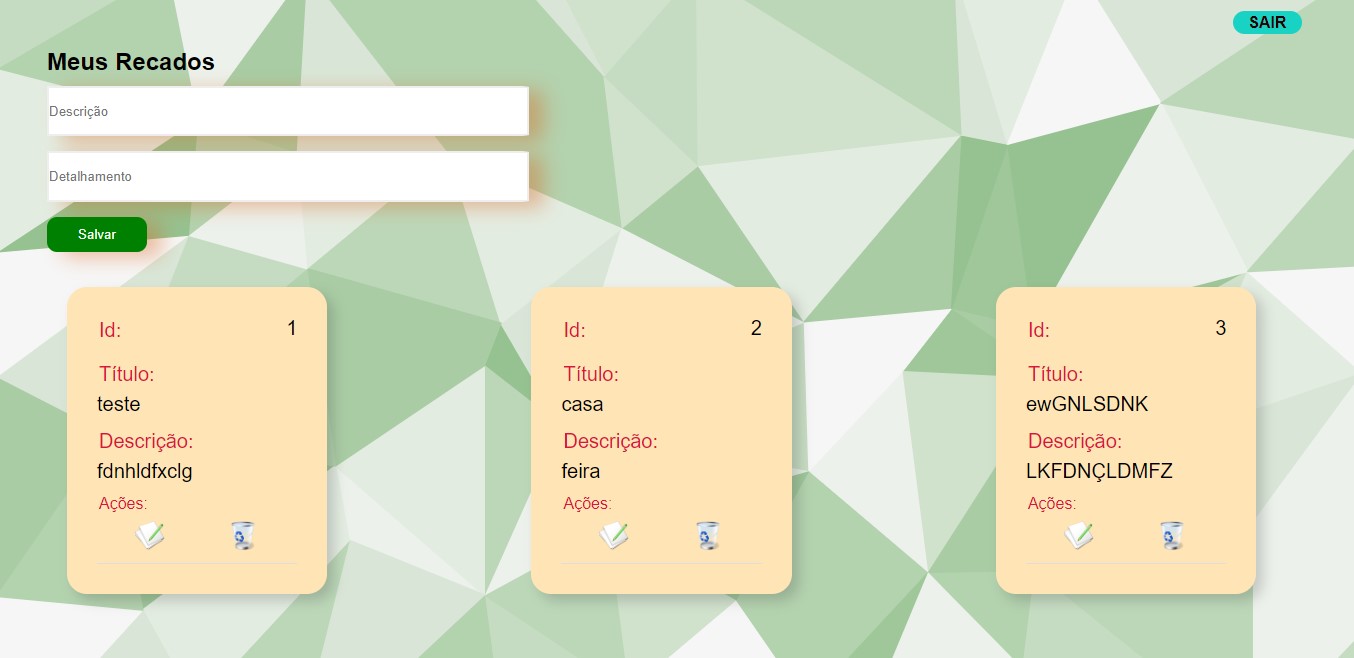 SAIR
Meus Recados
Descrição
Detalhamento
Salvar
Id: 1
Título:
teste
Descrição:
fdnhldfxclg
Ações:
Id: 2
Título:
casa
Descrição:
feira
Ações:
Id: 3
Título:
ewGNLSDNK
Descrição:
LKFDNÇLDMFZ
Ações: